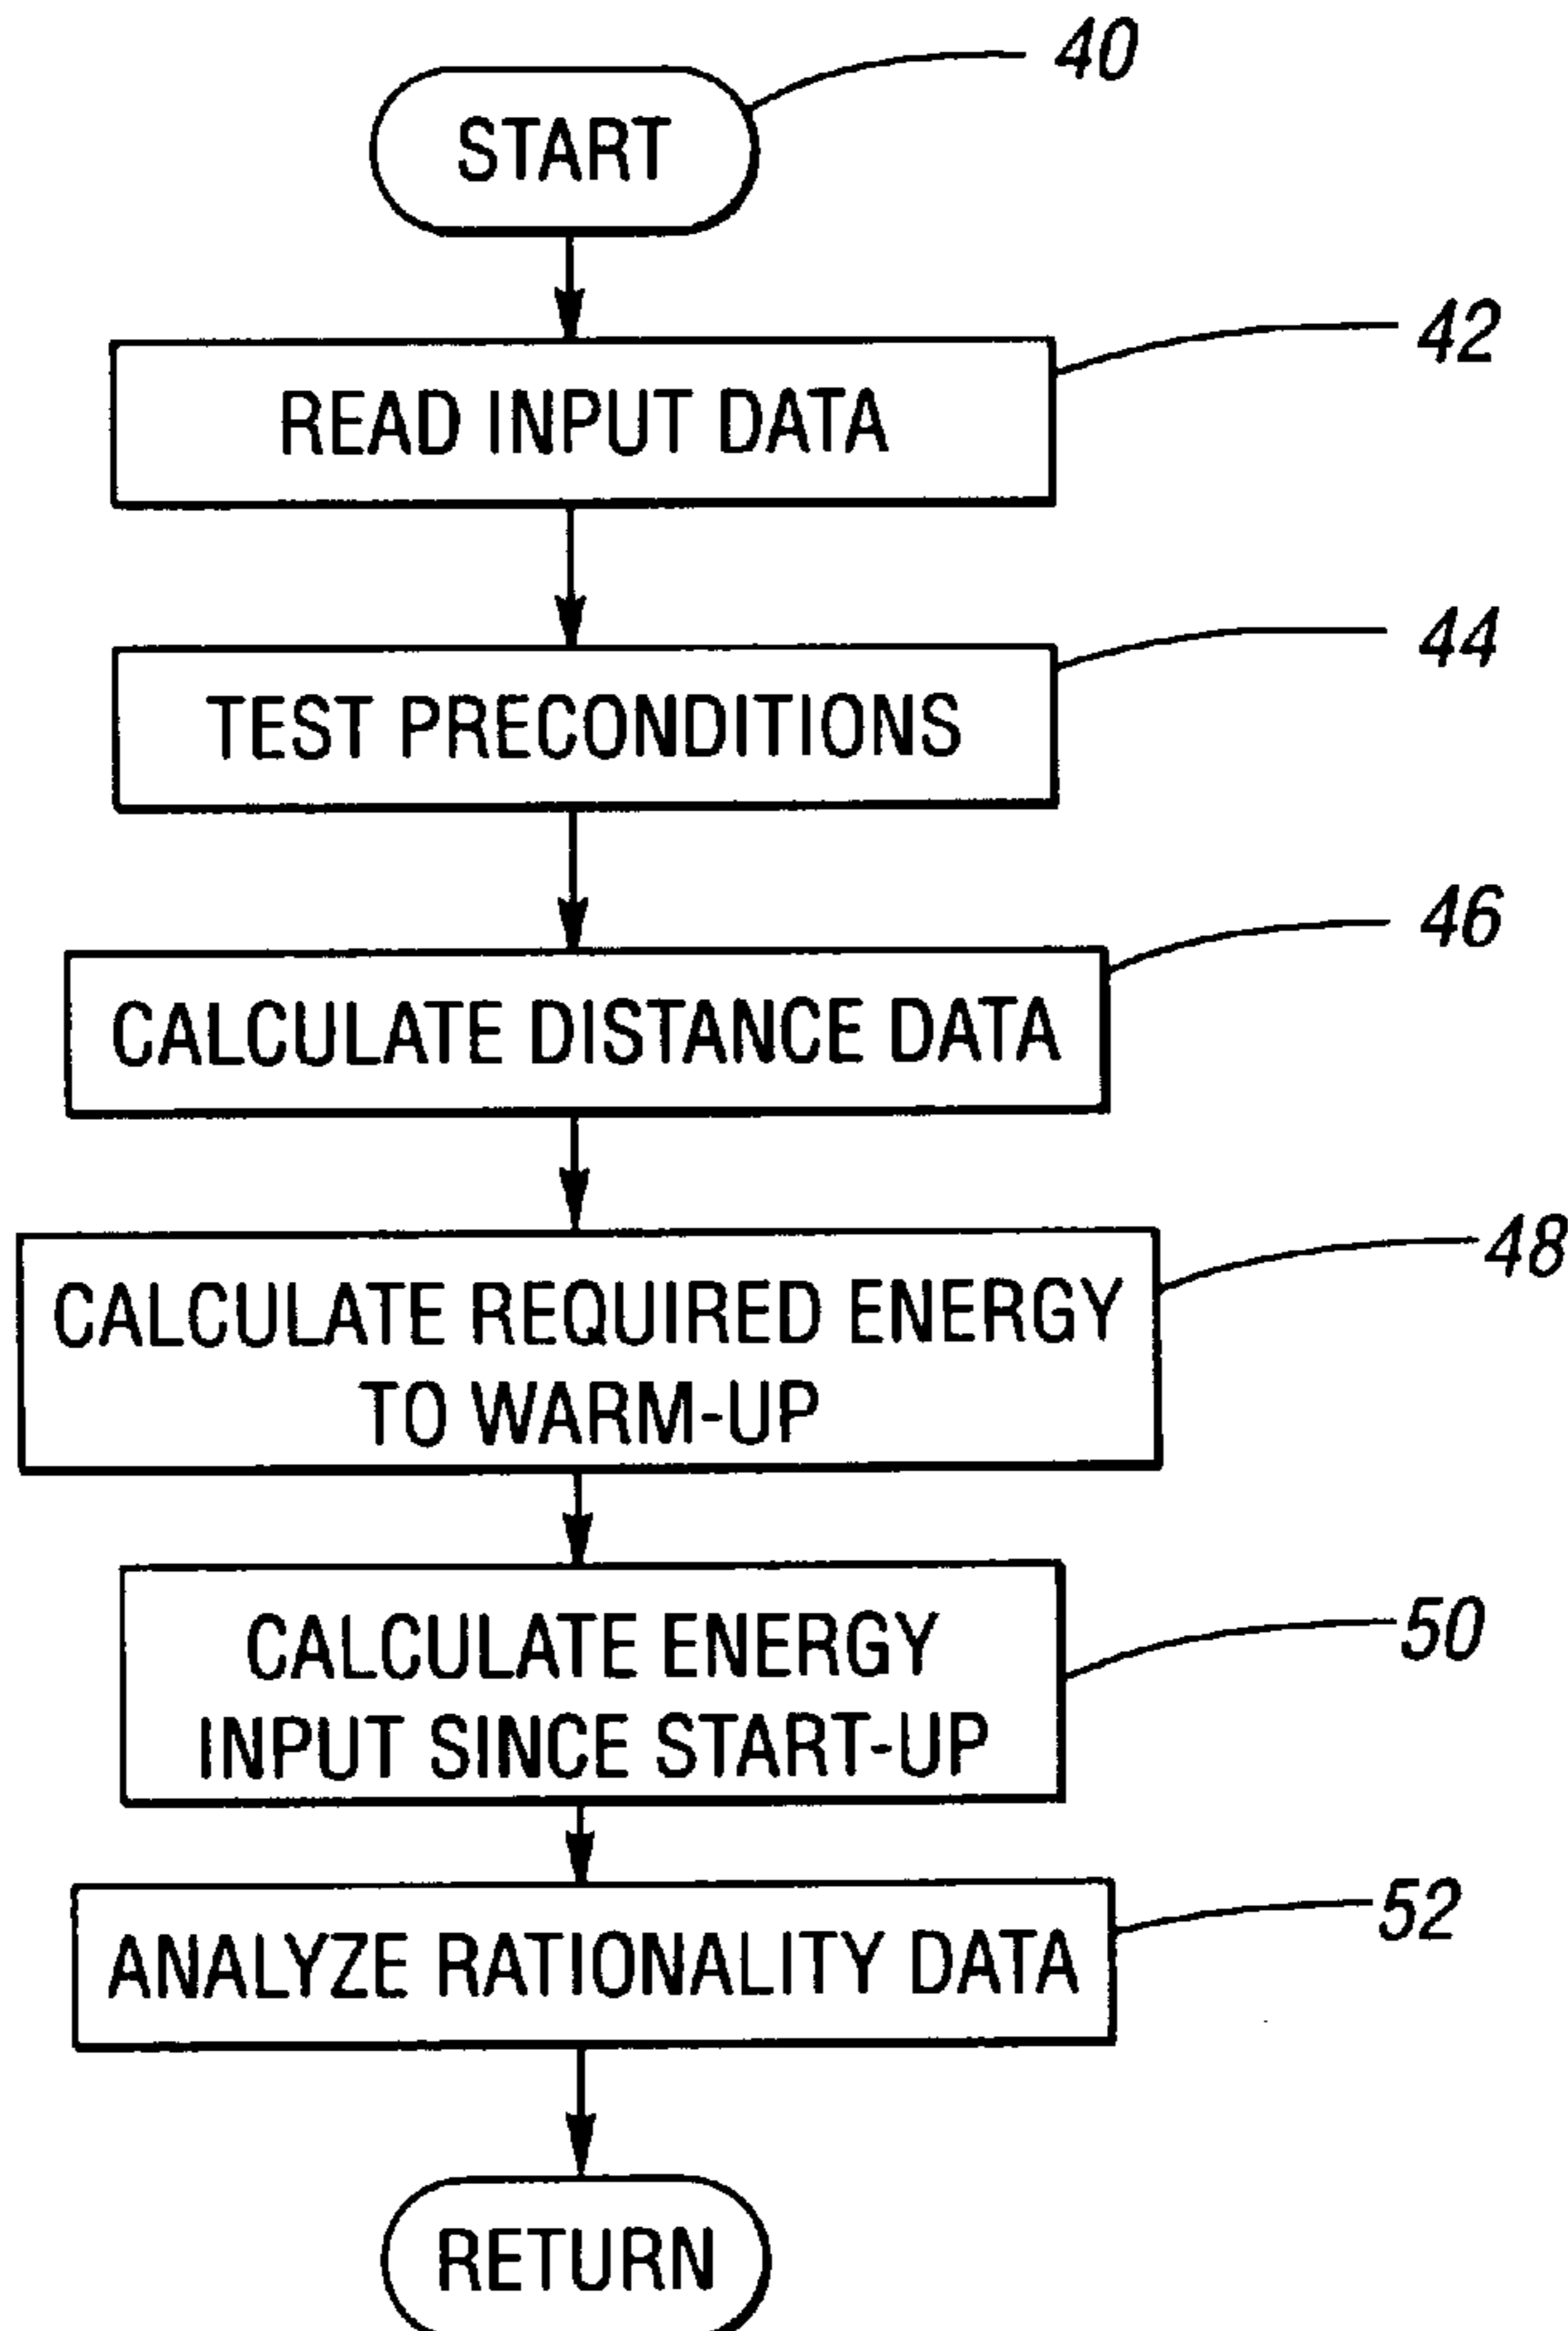 START
40
READ INPUT DATA
42
TEST PRECONDITIONS
44
CALCULATE DISTANCE DATA
46
CALCULATE REQUIRED ENERGY
TO WARM-UP
48
CALCULATE ENERGY
INPUT SINCE START-UP
50
ANALYZE RATIONALITY DATA
52
RETURN